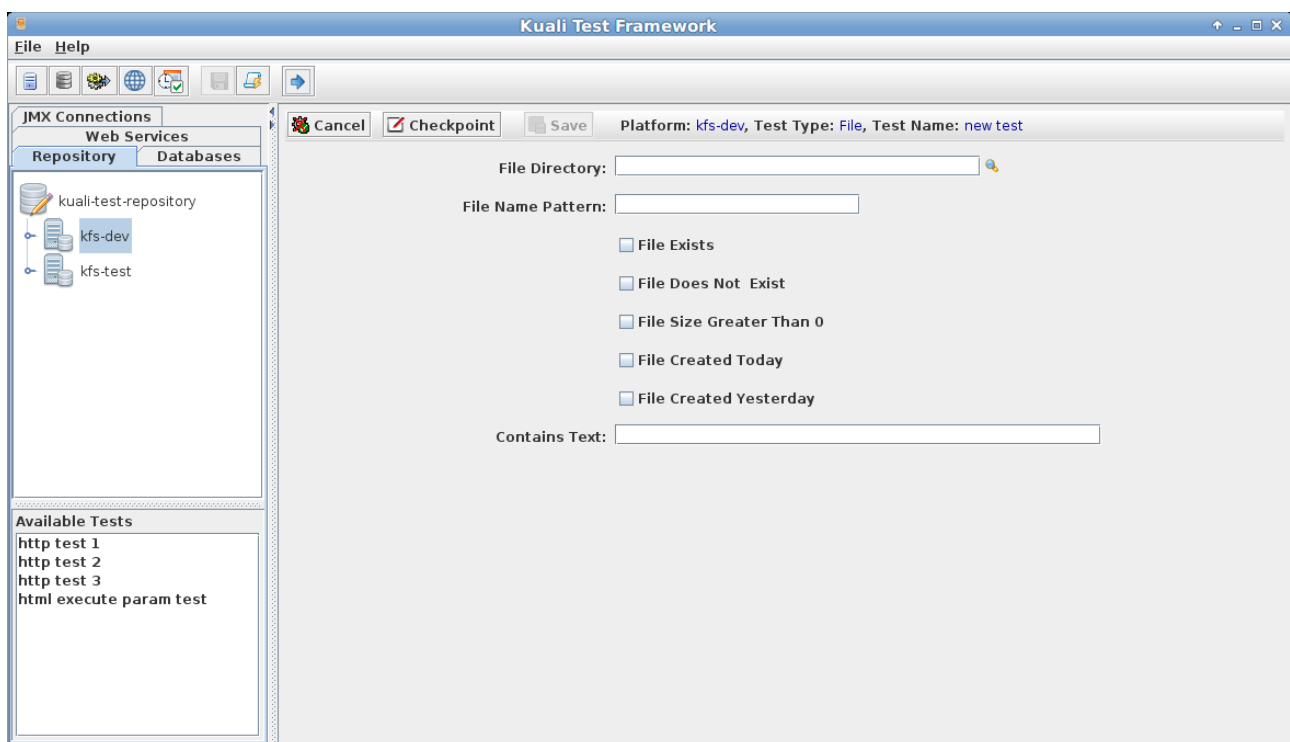 Kuali Test Framework
File Help
JMX Connections
Web Services
Repository Databases
kuali-test-repository
kfs-dev
kfs-test
Available Tests
http test 1
http test 2
http test 3
html execute param test
Cancel Checkpoint Save Platform: kfs-dev, Test Type: File, Test Name: new test
File Directory:
File Name Pattern:
File Exists
File Does Not  Exist
File Size Greater Than 0
File Created Today
File Created Yesterday
Contains Text: